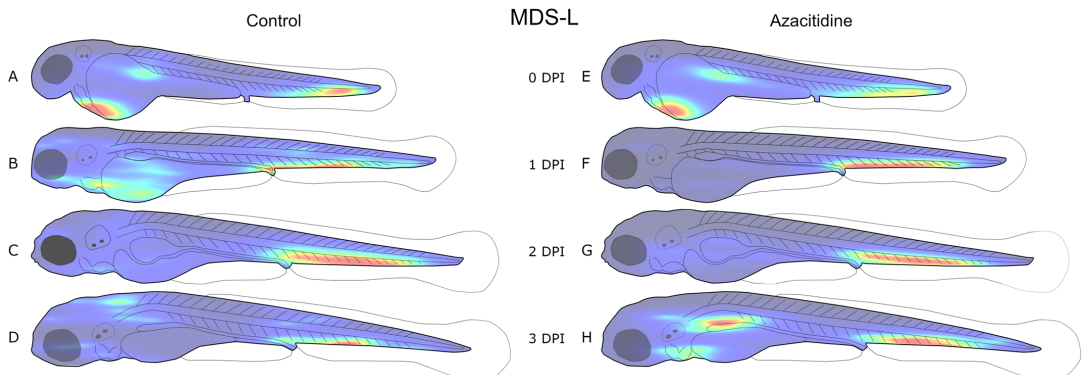 MDS-L
Control
Azacitidine
A
0 DPI
E
B
1 DPI
F
C
2 DPI
G
D
3 DPI
H